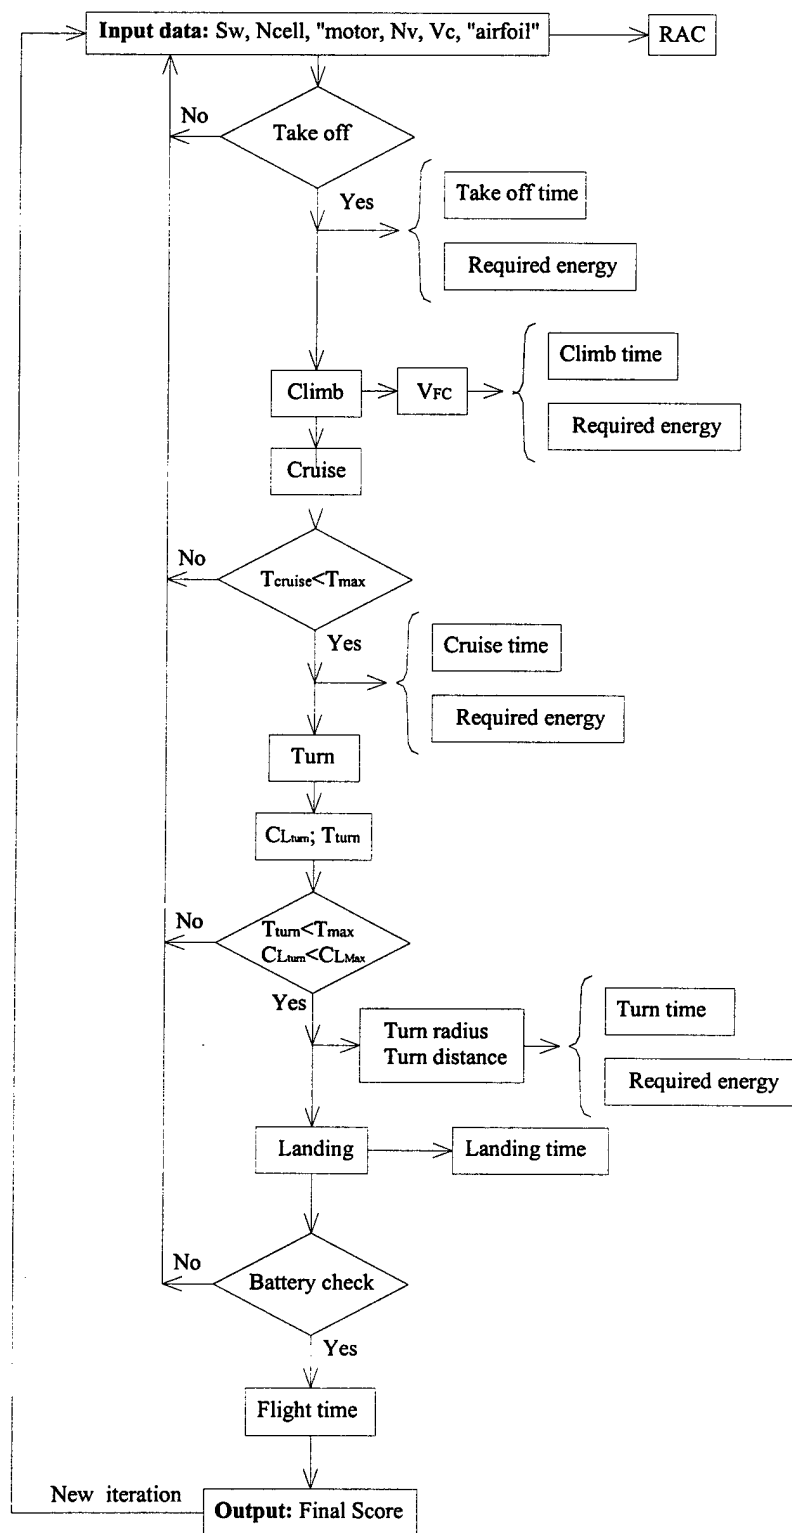 Input data: Sw, Ncell, "motor, Nv, Vc, "airfoil"
RAC
No
Take off
Yes
Take off time
Required energy
Climb
VFC
Climb time
Required energy
Cruise
No
Tcruise<Tmax
Yes
Cruise time
Required energy
Turn
CLturn; Tturn
No
Tturn<Tmax
CLturn<CLMax
Yes
Turn radius
Turn distance
Turn time
Required energy
Landing
Landing time
No
Battery check
Yes
Flight time
New iteration
Output: Final Score